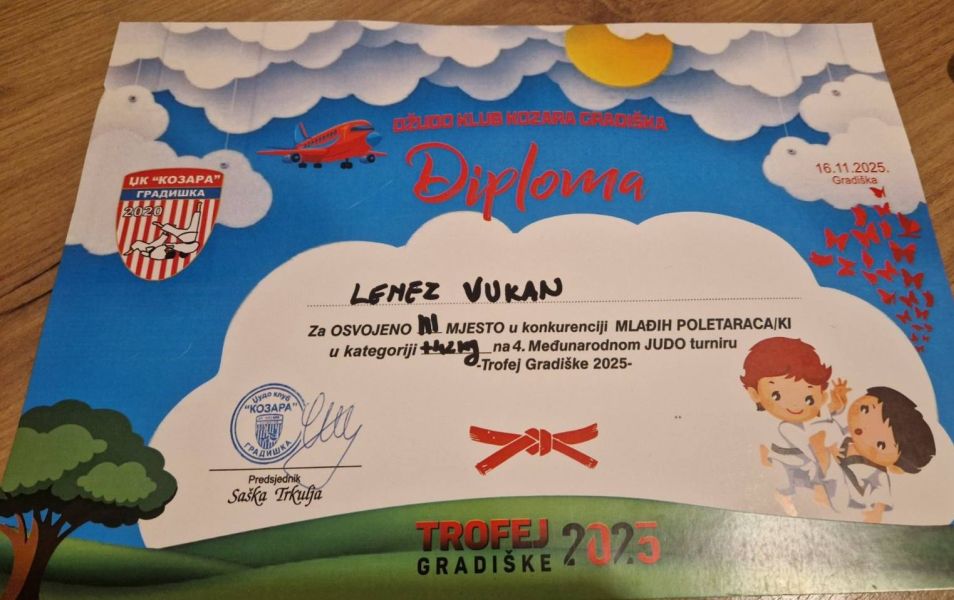 DŽUDO KLUB KOZARA GRADIŠKA
Diploma
16.11.2025.
Gradiška
ЏК "КОЗАРА"
ГРАДИШКА
2020
LEMEZ VUKAN
Za OSVOJENO III MJESTO u konkurenciji MLAĐIH POLETARACA/KI
u kategoriji +42kg na 4. Međunarodnom JUDO turniru
-Trofej Gradiške 2025-
Џудо клуб
"КОЗАРА"
ГРАДИШКА
Predsjednik
Saška Trkulja
TROFEJ 2025
GRADIŠKE